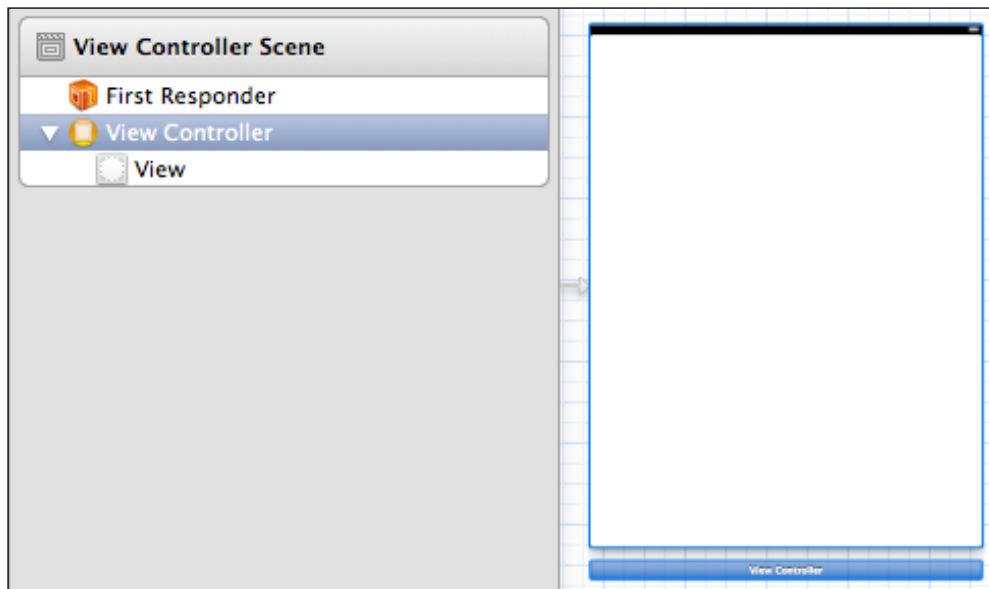 View Controller Scene
First Responder
View Controller
View
View Controller